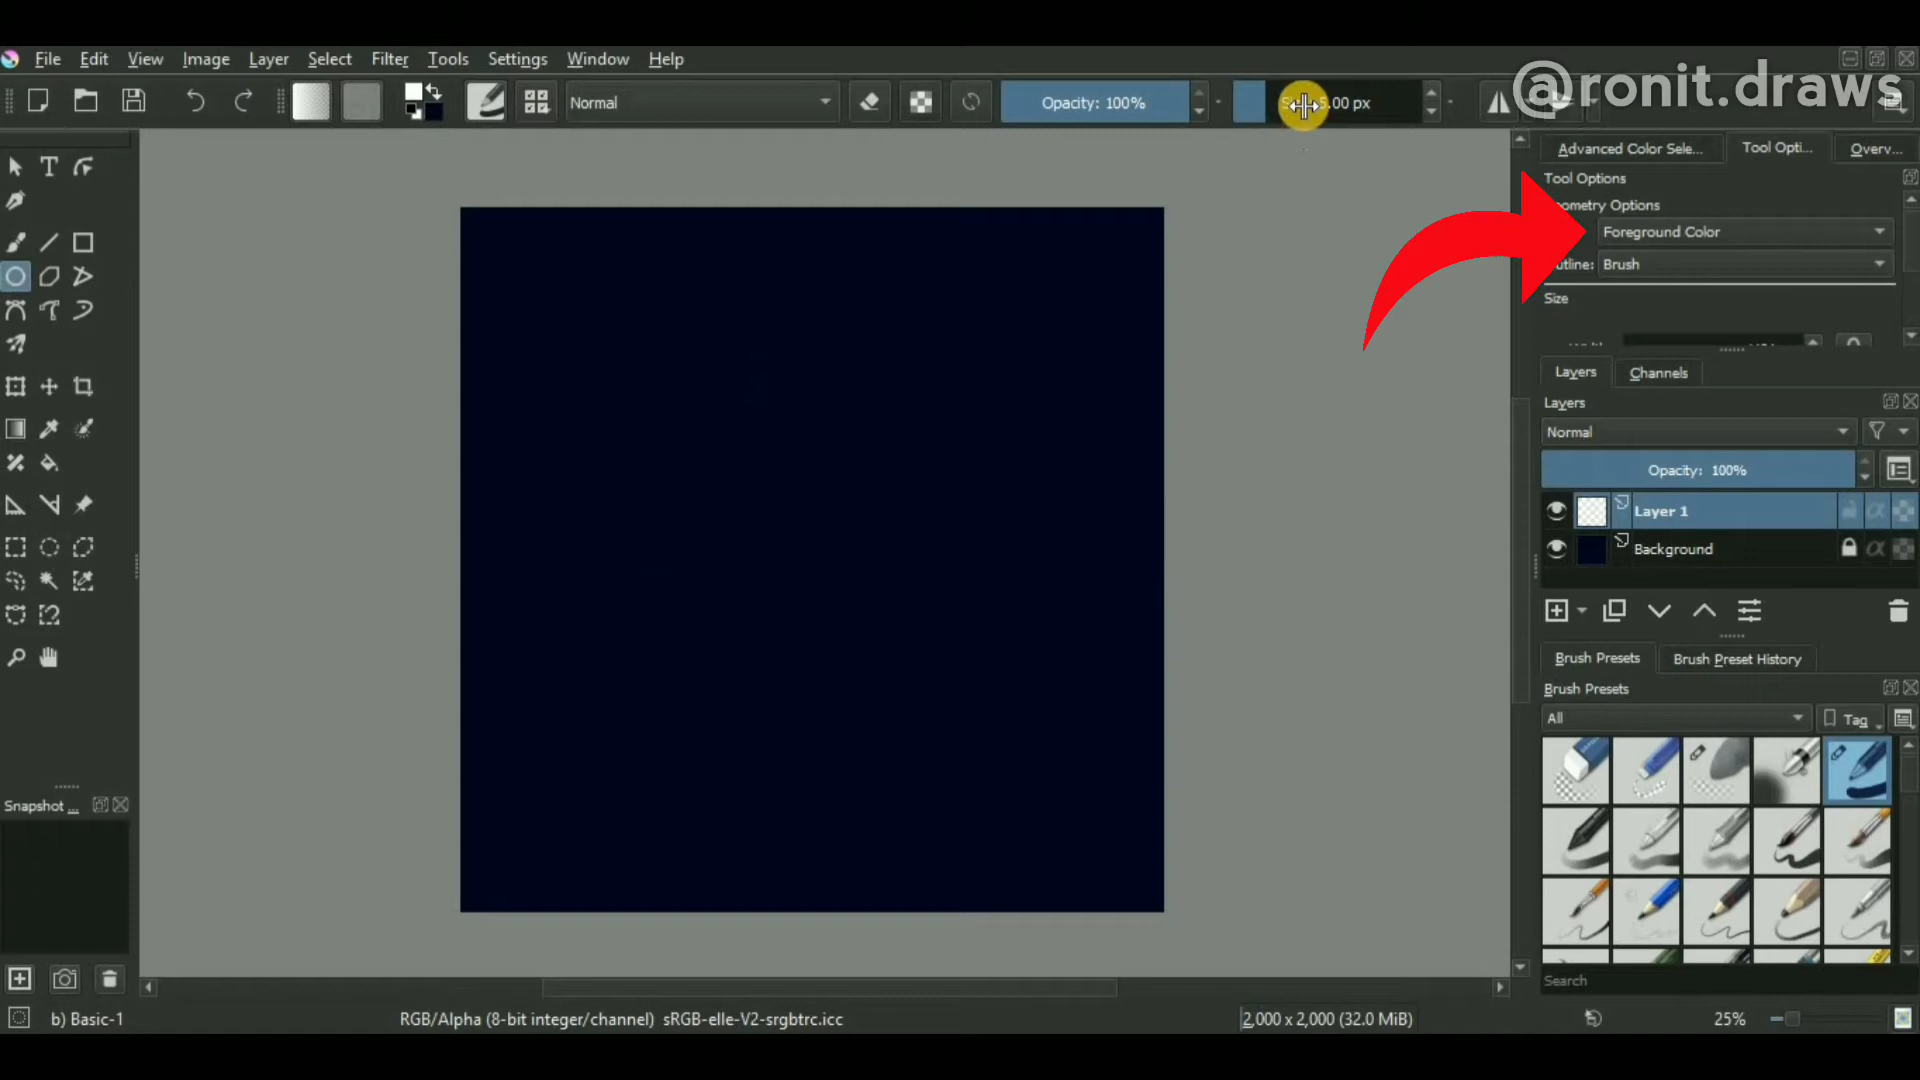 File Edit View Image Layer Select Filter Tools Settings Window Help
@ronit.draws
Normal
Opacity: 100%
5.00 px
Advanced Color Sele...
Tool Opti...
Overv...
Tool Options
ometry Options
Foreground Color
utline: Brush
Size
Layers
Channels
Layers
Normal
Opacity: 100%
Layer 1
Background
Brush Presets
Brush Preset History
Brush Presets
All
Tag
Search
Snapshot ...
b) Basic-1
RGB/Alpha (8-bit integer/channel) sRGB-elle-V2-srgbtrc.icc
2,000 x 2,000 (32.0 MiB)
25%